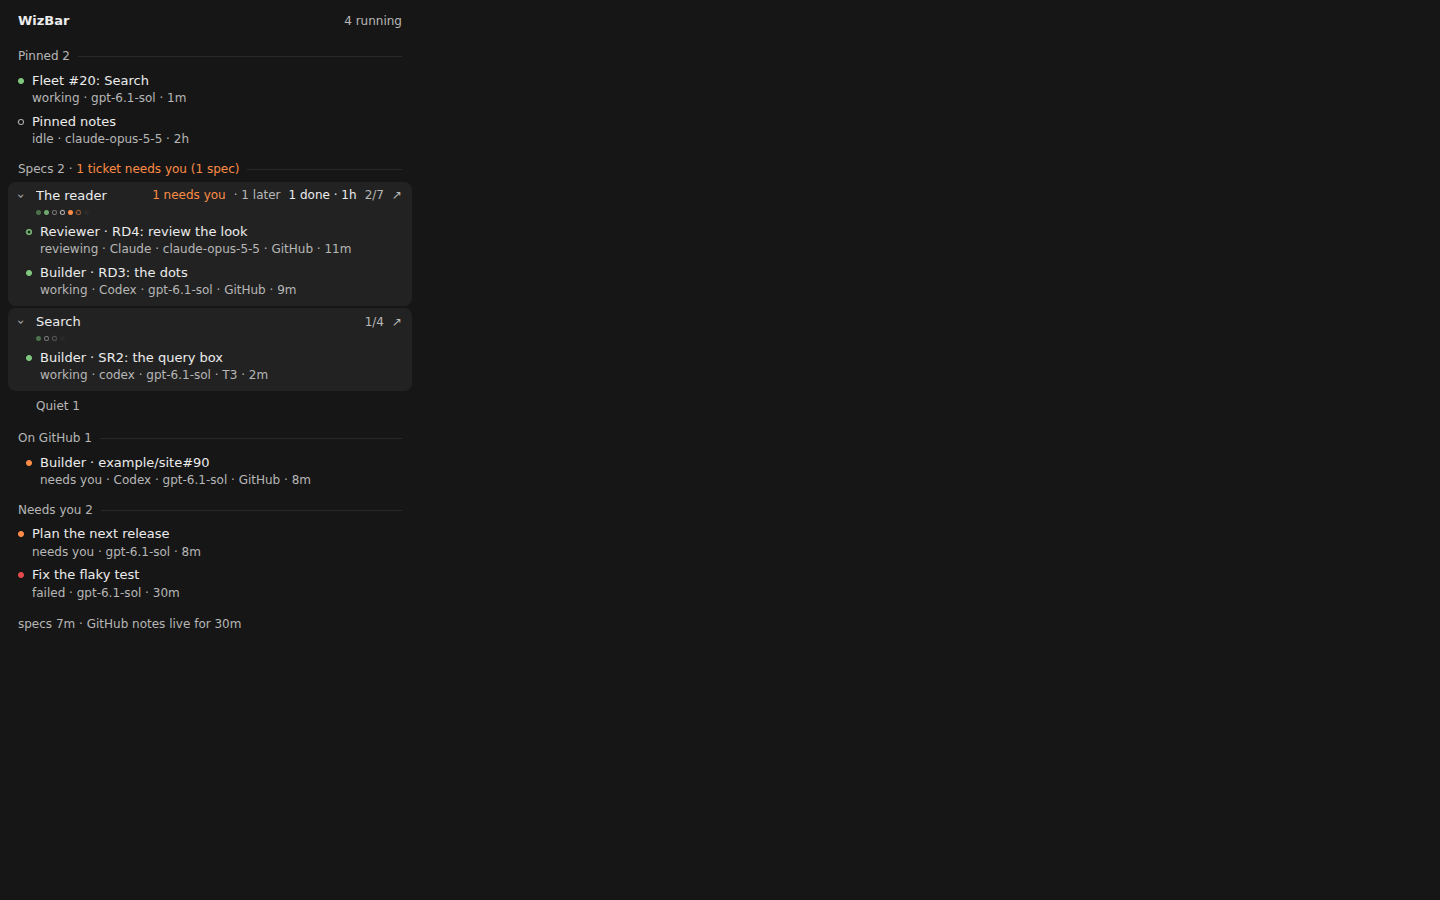 WizBar 4 running
Pinned 2
Fleet #20: Search
working · gpt-6.1-sol · 1m
Pinned notes
idle · claude-opus-5-5 · 2h
Specs 2 · 1 ticket needs you (1 spec)
The reader 1 needs you · 1 later 1 done · 1h 2/7 ↗
Reviewer · RD4: review the look
reviewing · Claude · claude-opus-5-5 · GitHub · 11m
Builder · RD3: the dots
working · Codex · gpt-6.1-sol · GitHub · 9m
Search 1/4 ↗
Builder · SR2: the query box
working · codex · gpt-6.1-sol · T3 · 2m
Quiet 1
On GitHub 1
Builder · example/site#90
needs you · Codex · gpt-6.1-sol · GitHub · 8m
Needs you 2
Plan the next release
needs you · gpt-6.1-sol · 8m
Fix the flaky test
failed · gpt-6.1-sol · 30m
specs 7m · GitHub notes live for 30m